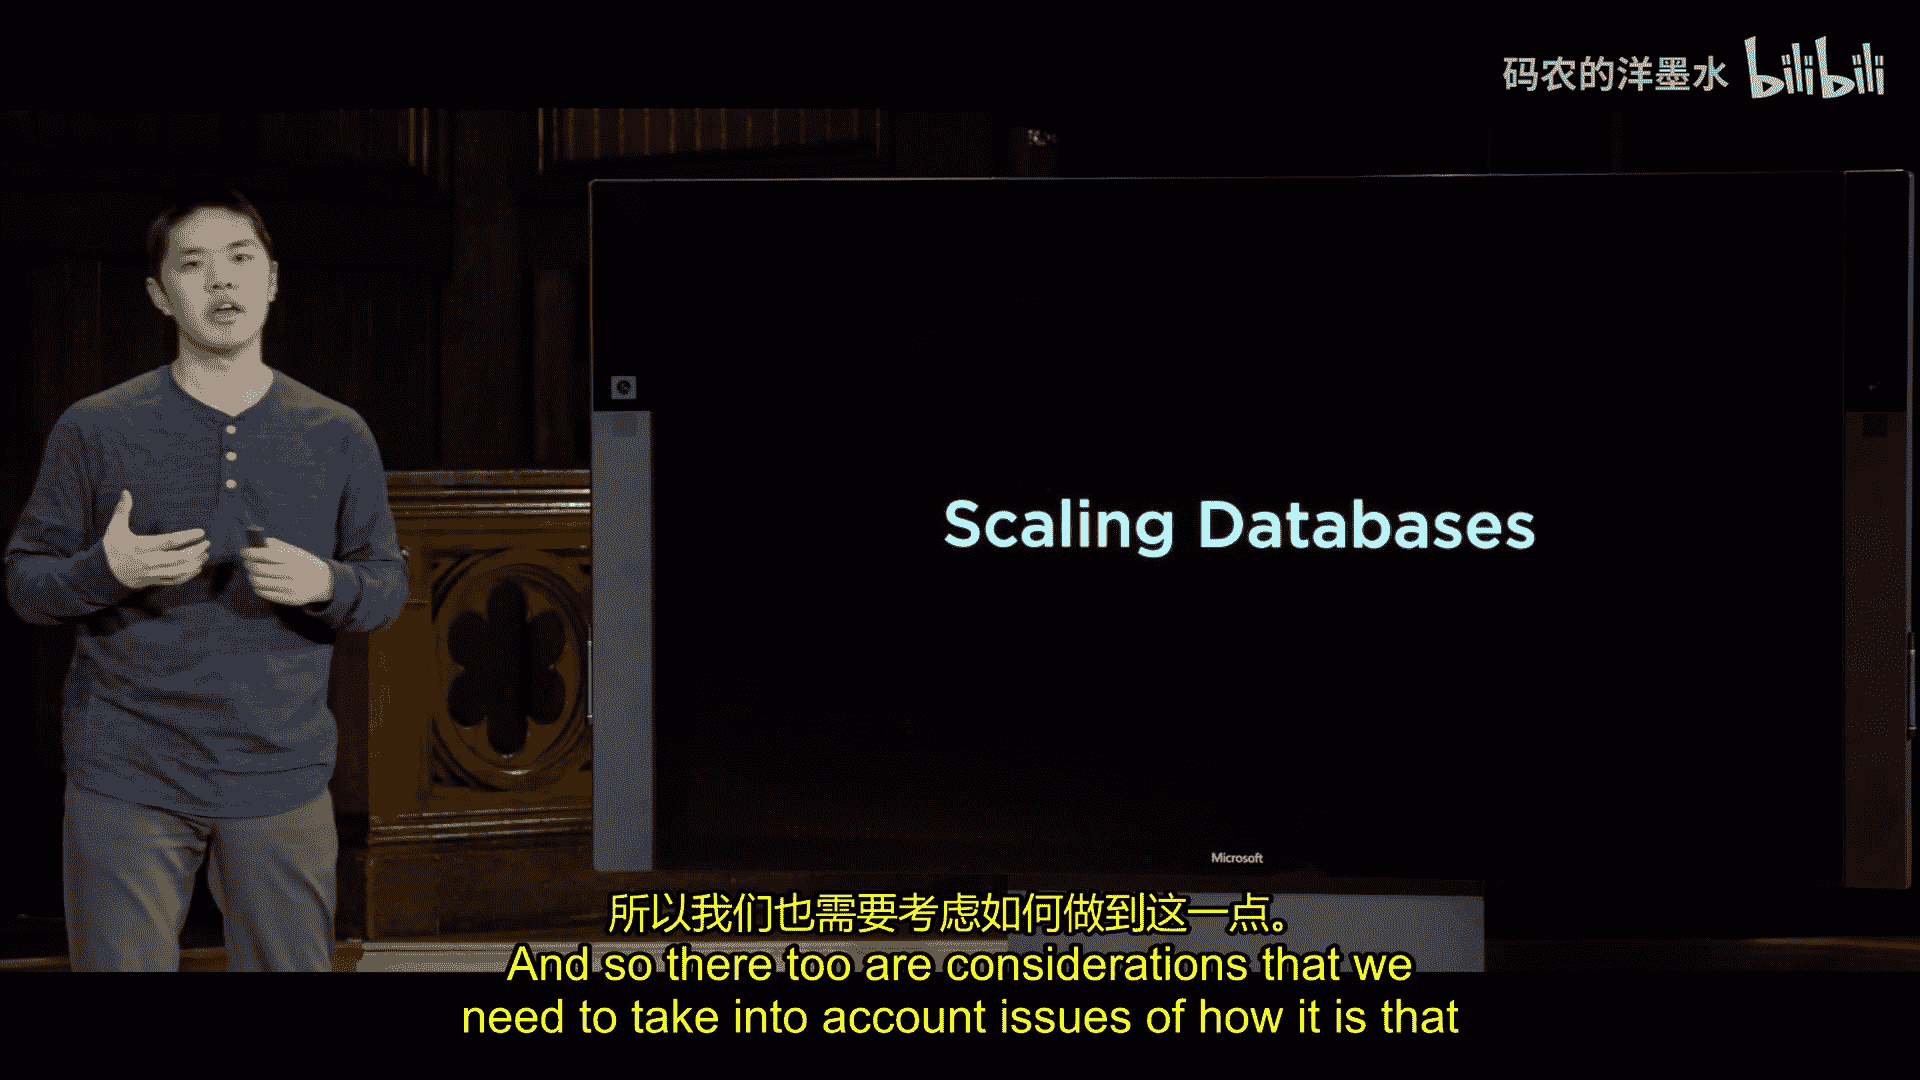 码农的洋墨水 bilibili
Scaling Databases
Microsoft
所以我们也需要考虑如何做到这一点。
And so there too are considerations that we
need to take into account issues of how it is that